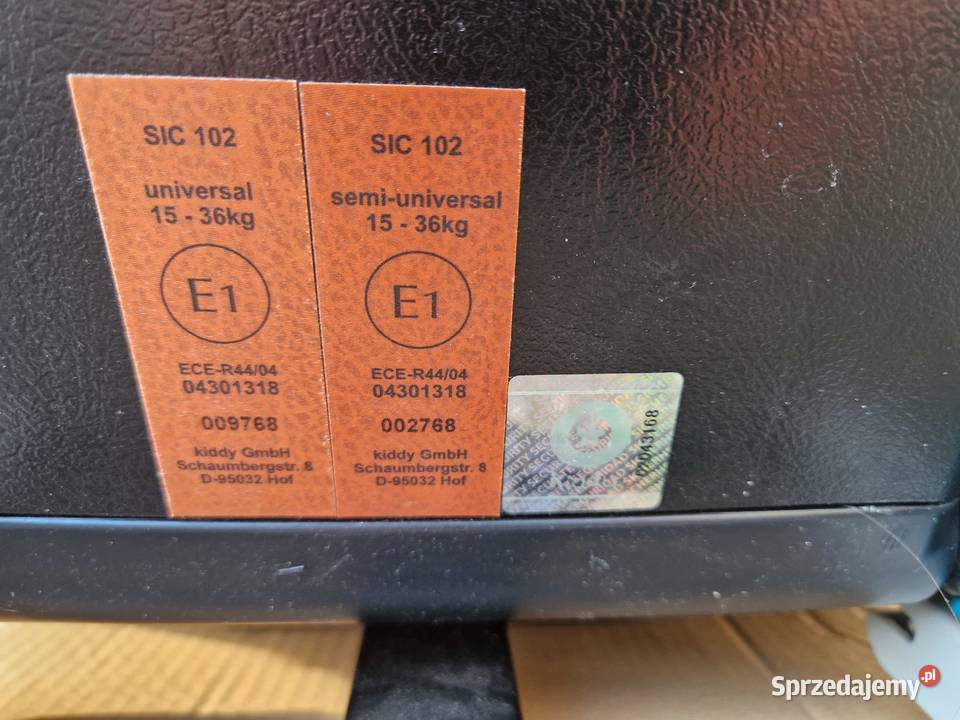 SIC 102
universal
15 - 36kg
E1
ECE-R44/04
04301318
009768
kiddy GmbH
Schaumbergstr. 8
D-95032 Hof
SIC 102
semi-universal
15 - 36kg
E1
ECE-R44/04
04301318
002768
kiddy GmbH
Schaumbergstr. 8
D-95032 Hof
02043168
Sprzedajemy.pl